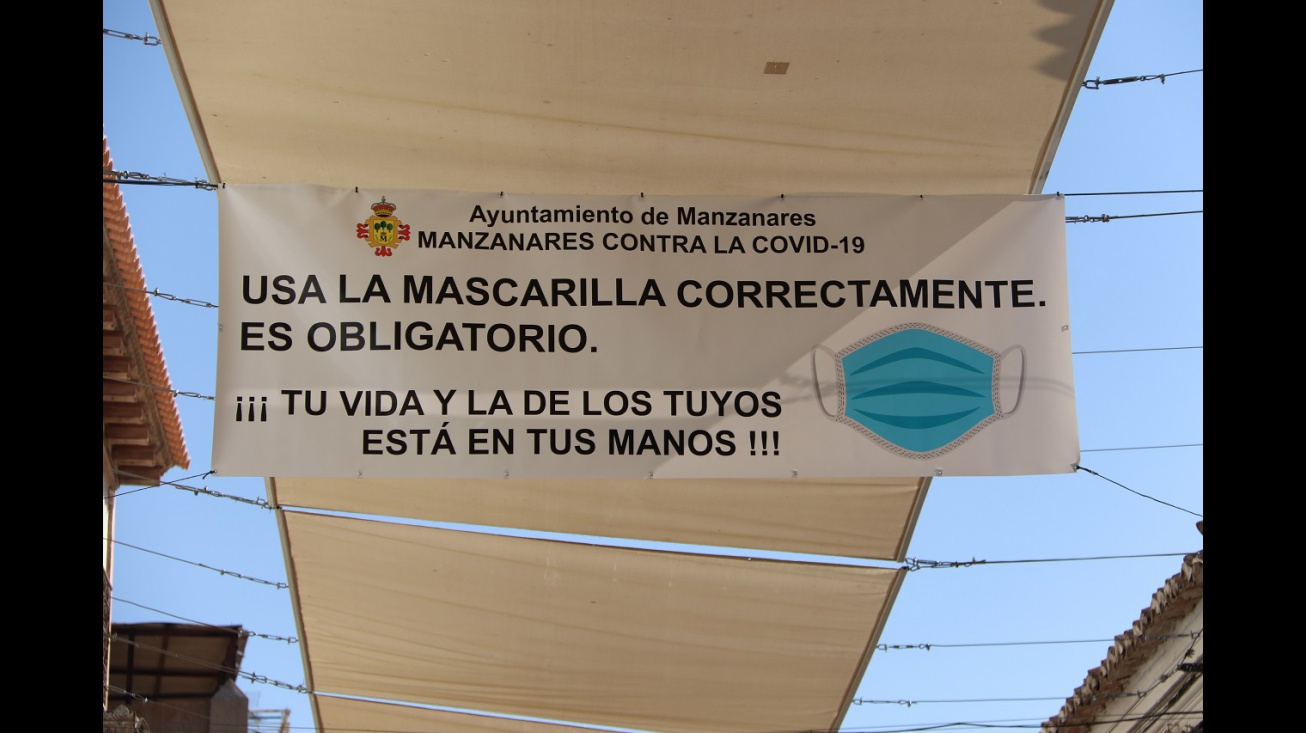 Ayuntamiento de Manzanares
MANZANARES CONTRA LA COVID-19
USA LA MASCARILLA CORRECTAMENTE.
ES OBLIGATORIO.
¡¡¡ TU VIDA Y LA DE LOS TUYOS
ESTÁ EN TUS MANOS !!!